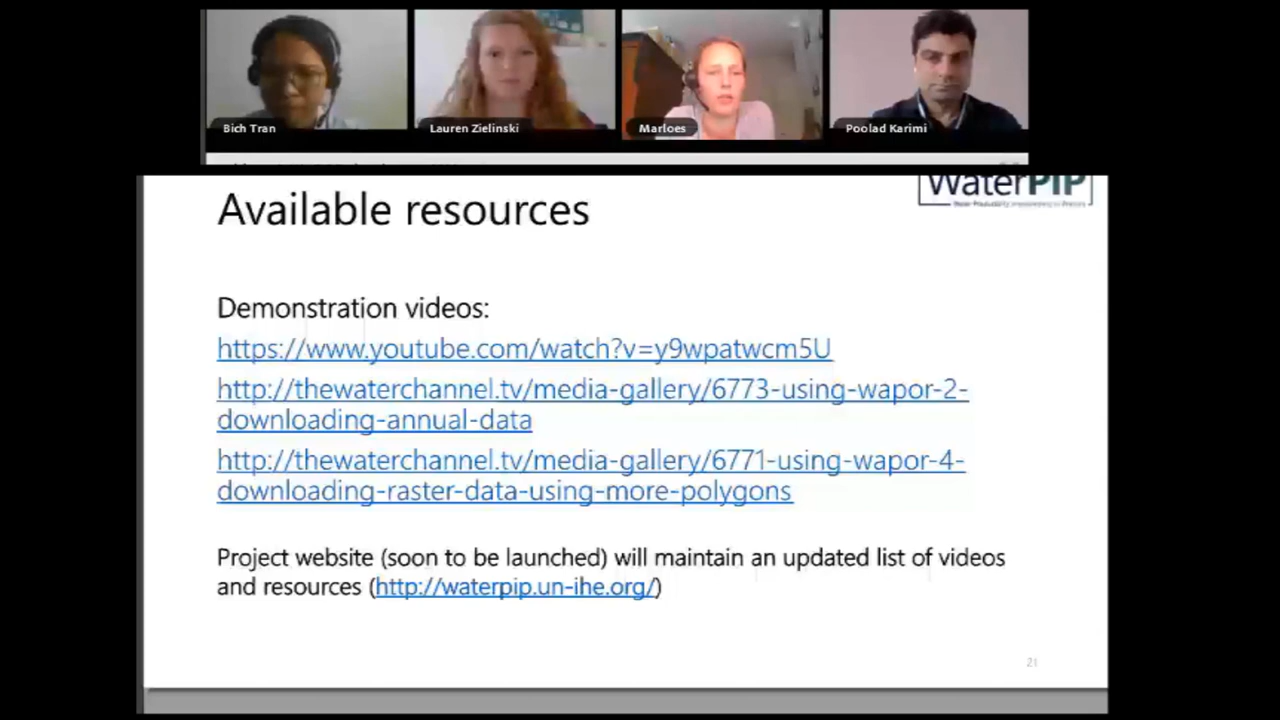 Bich Tran
Lauren Zielinski
Marloes
Poolad Karimi
WaterPIP
Available resources
Demonstration videos:
https://www.youtube.com/watch?v=y9wpatwcm5U
http://thewaterchannel.tv/media-gallery/6773-using-wapor-2-
downloading-annual-data
http://thewaterchannel.tv/media-gallery/6771-using-wapor-4-
downloading-raster-data-using-more-polygons
Project website (soon to be launched) will maintain an updated list of videos
and resources (http://waterpip.un-ihe.org/)
21